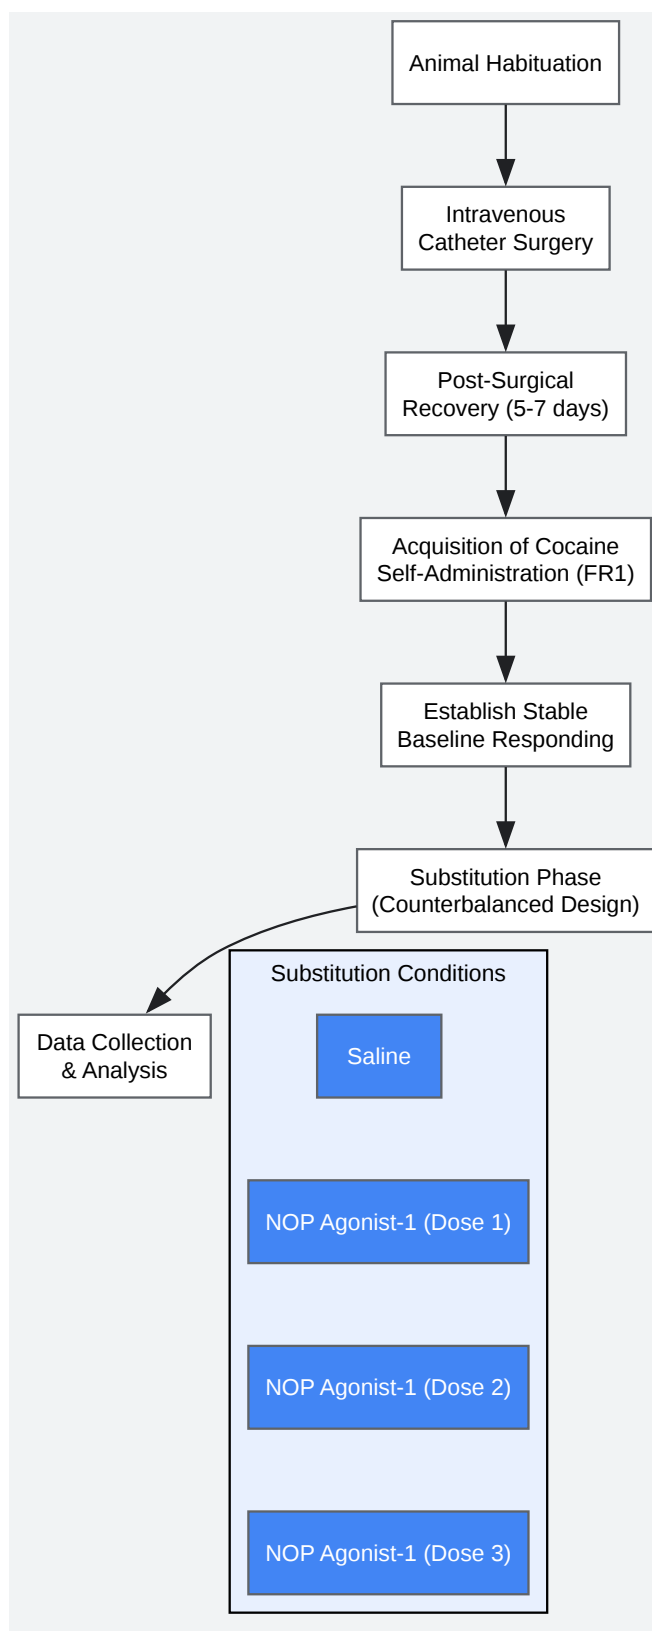 Animal Habituation
Intravenous
Catheter Surgery
Post-Surgical
Recovery (5-7 days)
Acquisition of Cocaine
Self-Administration (FR1)
Establish Stable
Baseline Responding
Substitution Phase
(Counterbalanced Design)
Data Collection
& Analysis
Substitution Conditions
Saline
NOP Agonist-1 (Dose 1)
NOP Agonist-1 (Dose 2)
NOP Agonist-1 (Dose 3)